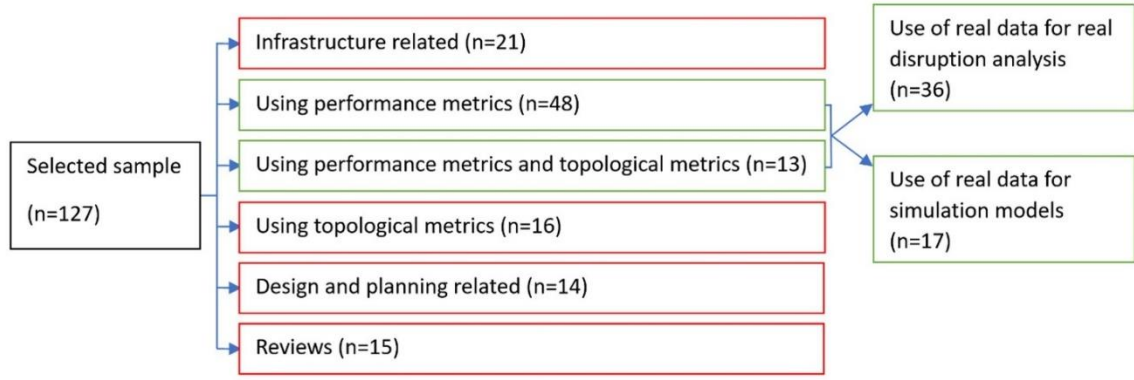 Selected sample
(n=127)
Infrastructure related (n=21)
Using performance metrics (n=48)
Using performance metrics and topological metrics (n=13)
Using topological metrics (n=16)
Design and planning related (n=14)
Reviews (n=15)
Use of real data for real
disruption analysis
(n=36)
Use of real data for
simulation models
(n=17)